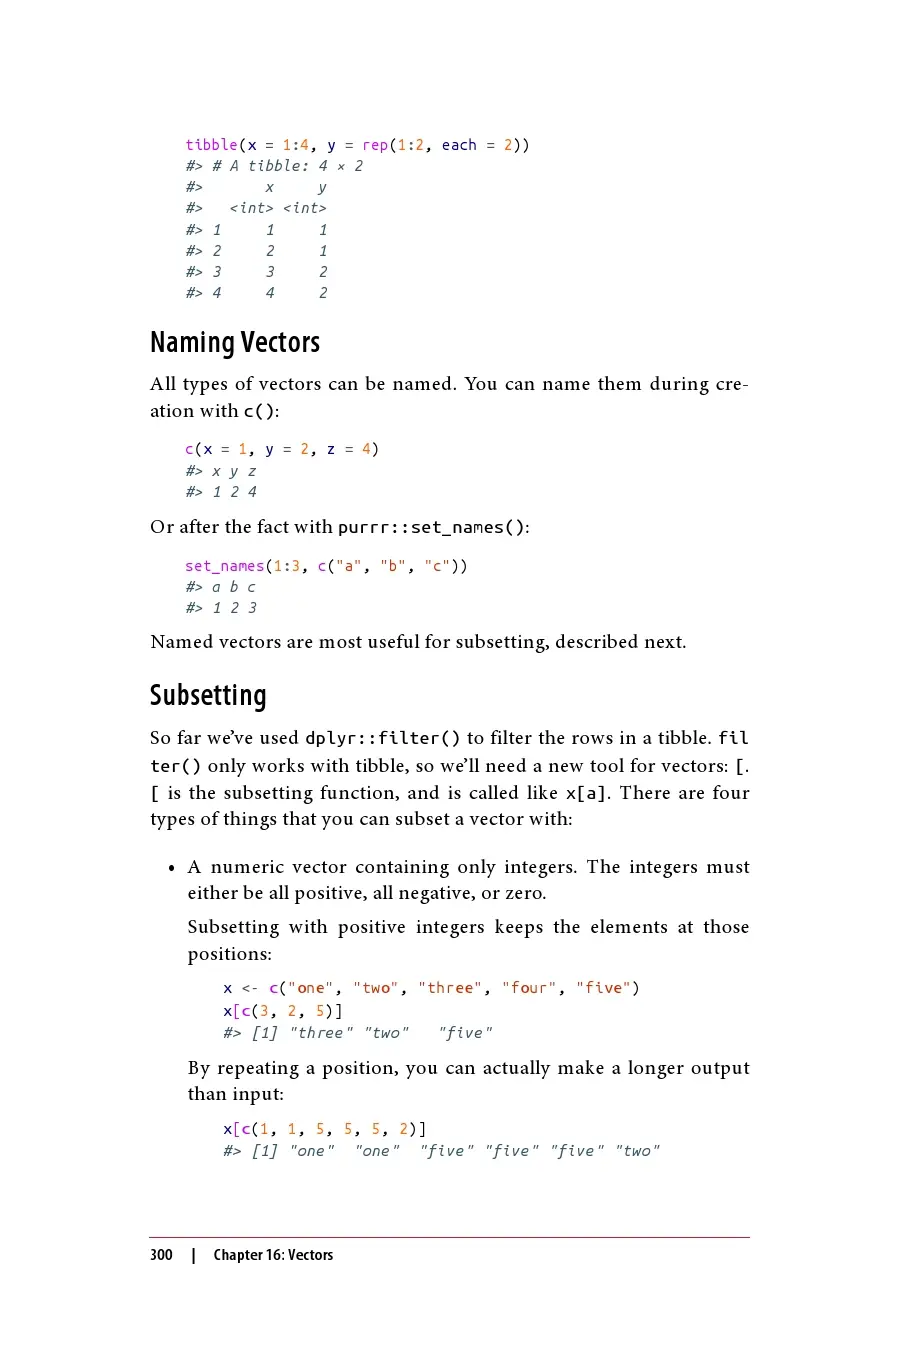 tibble(x = 1:4, y = rep(1:2, each = 2))
#> # A tibble: 4 × 2
#>       x     y
#>   <int> <int>
#> 1     1     1
#> 2     2     1
#> 3     3     2
#> 4     4     2
Naming Vectors
All types of vectors can be named. You can name them during cre-
ation with c():
c(x = 1, y = 2, z = 4)
#> x y z
#> 1 2 4
Or after the fact with purrr::set_names():
set_names(1:3, c("a", "b", "c"))
#> a b c
#> 1 2 3
Named vectors are most useful for subsetting, described next.
Subsetting
So far we’ve used dplyr::filter() to filter the rows in a tibble. fil
ter() only works with tibble, so we’ll need a new tool for vectors: [.
[ is the subsetting function, and is called like x[a]. There are four
types of things that you can subset a vector with:
• A numeric vector containing only integers. The integers must
either be all positive, all negative, or zero.
Subsetting with positive integers keeps the elements at those
positions:
x <- c("one", "two", "three", "four", "five")
x[c(3, 2, 5)]
#> [1] "three" "two"   "five"
By repeating a position, you can actually make a longer output
than input:
x[c(1, 1, 5, 5, 5, 2)]
#> [1] "one"  "one"  "five" "five" "five" "two"
300 | Chapter 16: Vectors